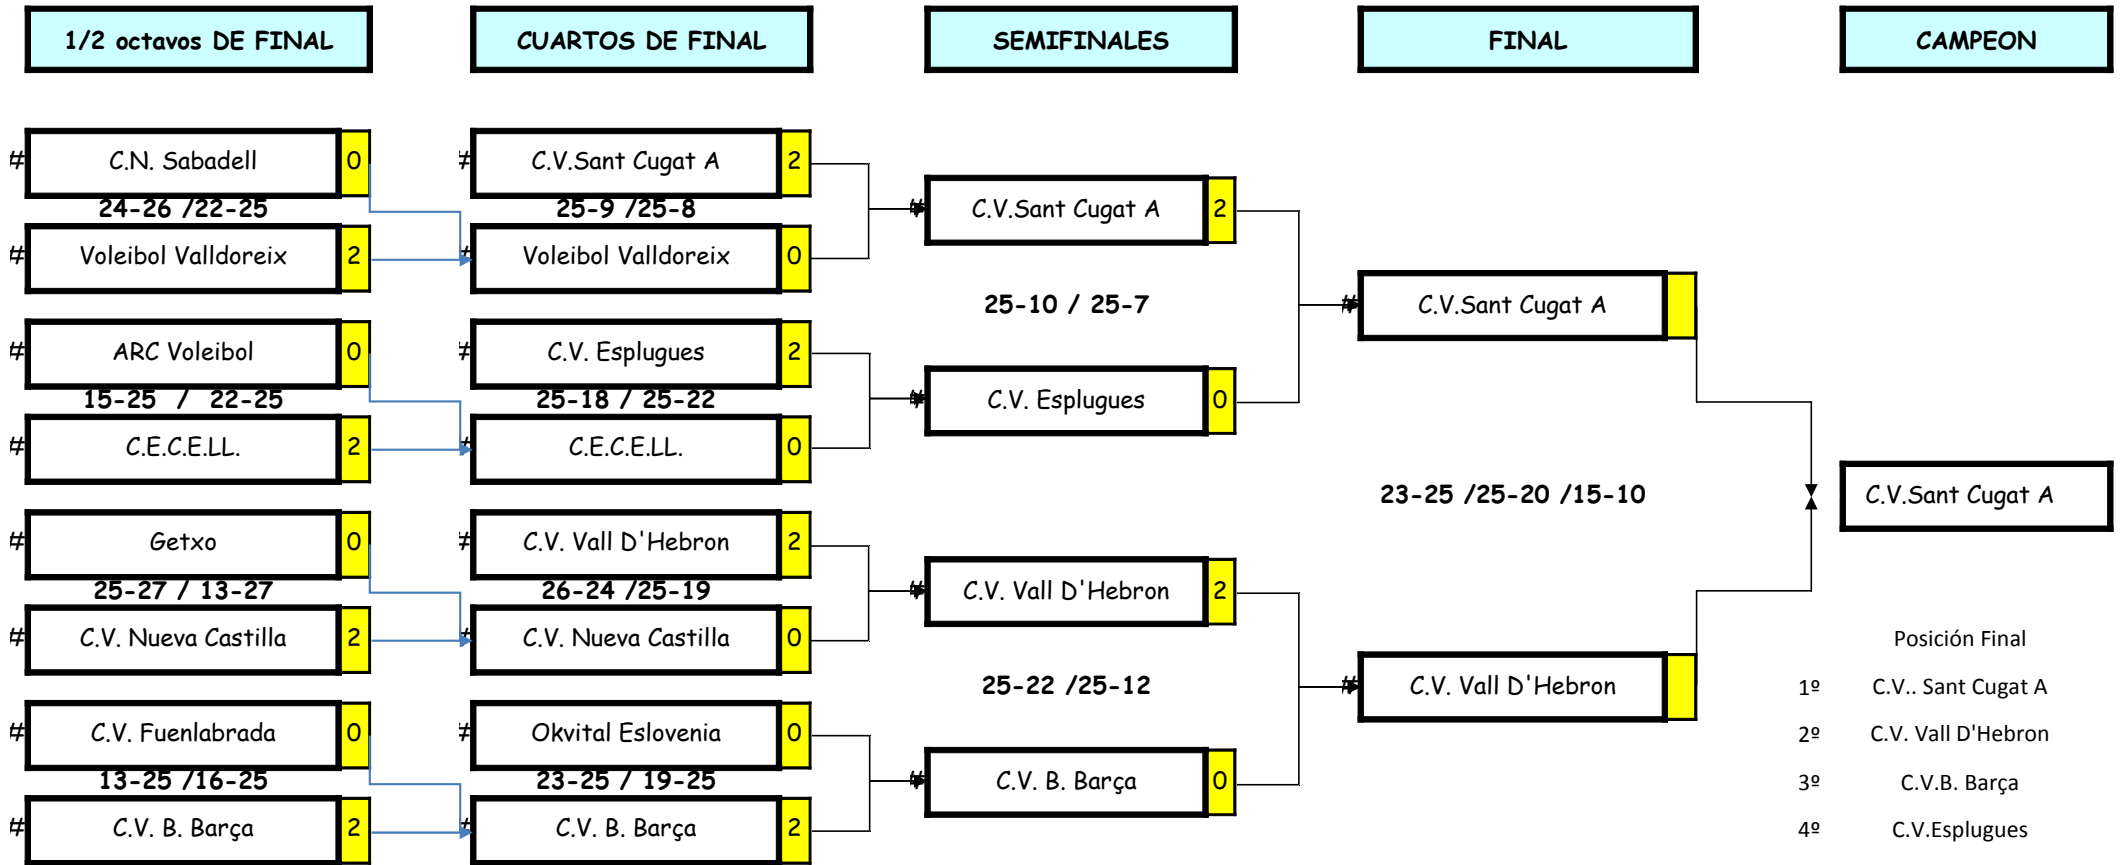 1/2 octavos DE FINAL CUARTOS DE FINAL SEMIFINALES FINAL CAMPEON
# C.N. Sabadell 0 # C.V.Sant Cugat A 2
24-26 /22-25 25-9 /25-8 # C.V.Sant Cugat A 2
# Voleibol Valldoreix 2 # Voleibol Valldoreix 0
25-10 / 25-7 # C.V.Sant Cugat A
# ARC Voleibol 0 # C.V. Esplugues 2
15-25 / 22-25 25-18 / 25-22 # C.V. Esplugues 0
# C.E.C.E.LL. 2 # C.E.C.E.LL. 0
23-25 /25-20 /15-10 C.V.Sant Cugat A
# Getxo 0 # C.V. Vall D'Hebron 2
25-27 / 13-27 26-24 /25-19 # C.V. Vall D'Hebron 2
# C.V. Nueva Castilla 2 # C.V. Nueva Castilla 0 Posición Final
25-22 /25-12 # C.V. Vall D'Hebron 1º C.V.. Sant Cugat A
# C.V. Fuenlabrada 0 # Okvital Eslovenia 0 2º C.V. Vall D'Hebron
13-25 /16-25 23-25 / 19-25 # C.V. B. Barça 0 3º C.V.B. Barça
# C.V. B. Barça 2 # C.V. B. Barça 2 4º C.V.Esplugues